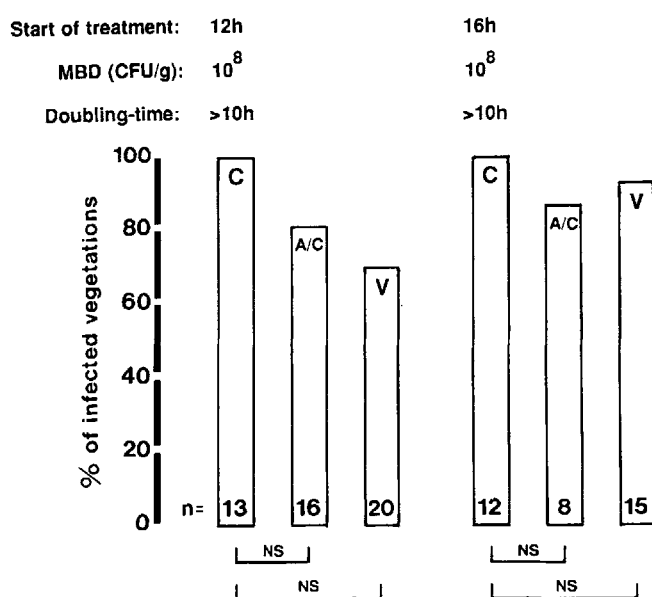 Start of treatment: 12h 16h
MBD (CFU/g): 10^8 10^8
Doubling-time: >10h >10h
% of infected vegetations
100
80
60
40
20
0
C A/C V C A/C V
n= 13 16 20 12 8 15
NS NS
NS NS